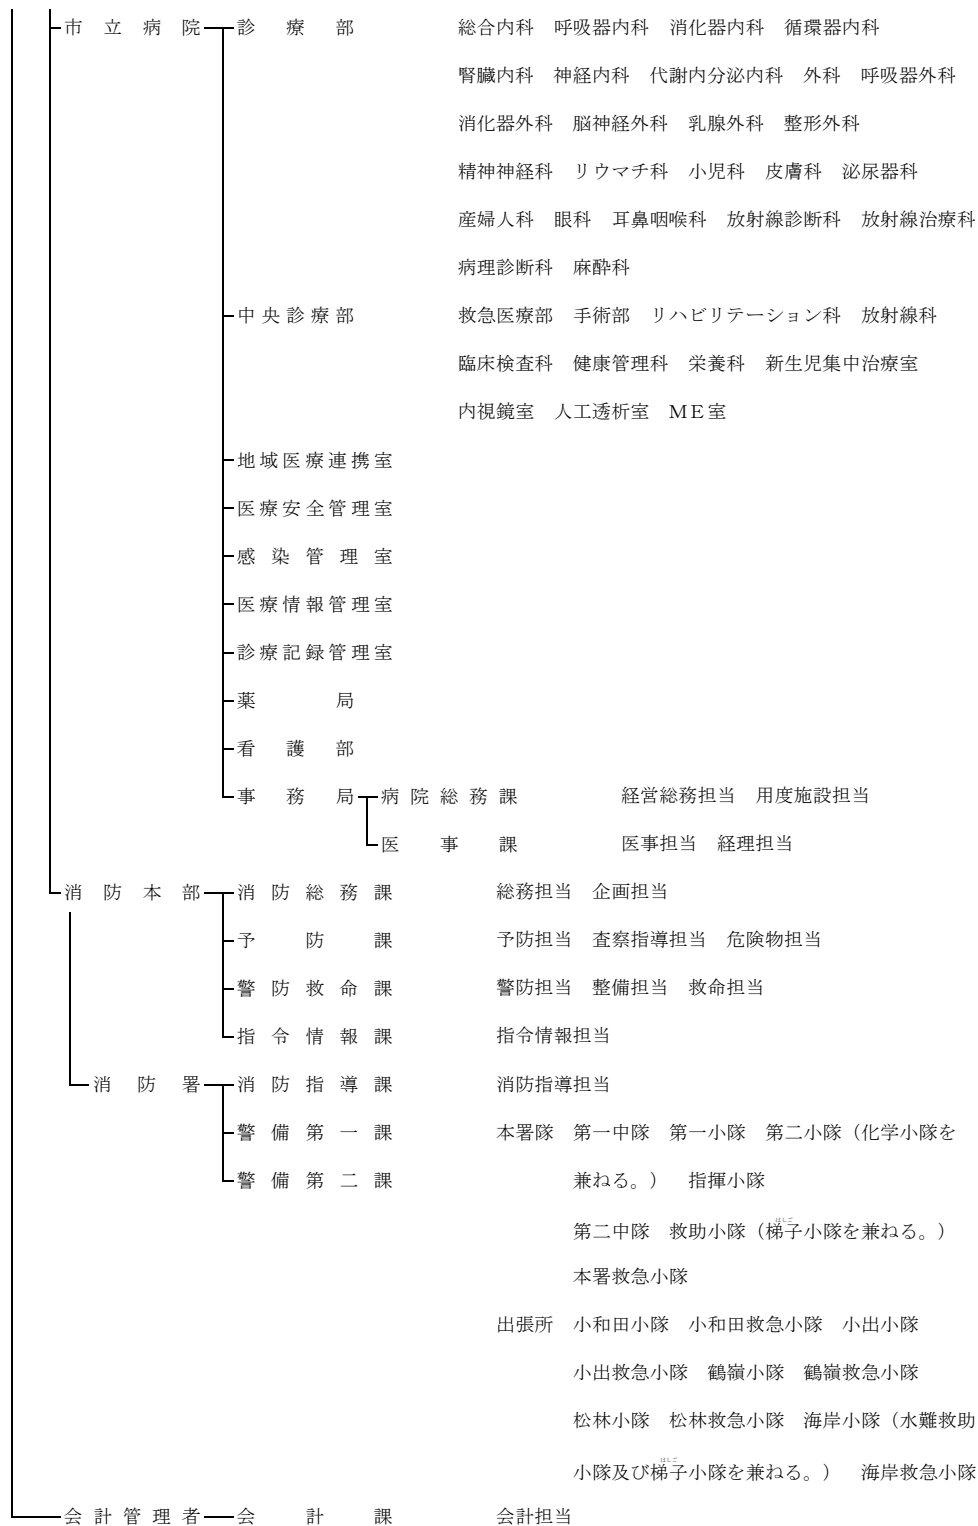 市立病院 診療部 総合内科 呼吸器内科 消化器内科 循環器内科
腎臓内科 神経内科 代謝内分泌内科 外科 呼吸器外科
消化器外科 脳神経外科 乳腺外科 整形外科
精神神経科 リウマチ科 小児科 皮膚科 泌尿器科
産婦人科 眼科 耳鼻咽喉科 放射線診断科 放射線治療科
病理診断科 麻酔科
中央診療部 救急医療部 手術部 リハビリテーション科 放射線科
臨床検査科 健康管理科 栄養科 新生児集中治療室
内視鏡室 人工透析室 ME室
地域医療連携室
医療安全管理室
感染管理室
医療情報管理室
診療記録管理室
薬局
看護部
事務局 病院総務課 経営総務担当 用度施設担当
医事課 医事担当 経理担当
消防本部 消防総務課 総務担当 企画担当
予防課 予防担当 査察指導担当 危険物担当
警防救命課 警防担当 整備担当 救命担当
指令情報課 指令情報担当
消防署 消防指導課 消防指導担当
警備第一課 本署隊 第一中隊 第一小隊 第二小隊(化学小隊を
警備第二課 兼ねる。) 指揮小隊
はしご
第二中隊 救助小隊(梯子小隊を兼ねる。)
本署救急小隊
出張所 小和田小隊 小和田救急小隊 小出小隊
小出救急小隊 鶴嶺小隊 鶴嶺救急小隊
松林小隊 松林救急小隊 海岸小隊(水難救助
はしご
小隊及び梯子小隊を兼ねる。) 海岸救急小隊
会計管理者 会計課 会計担当